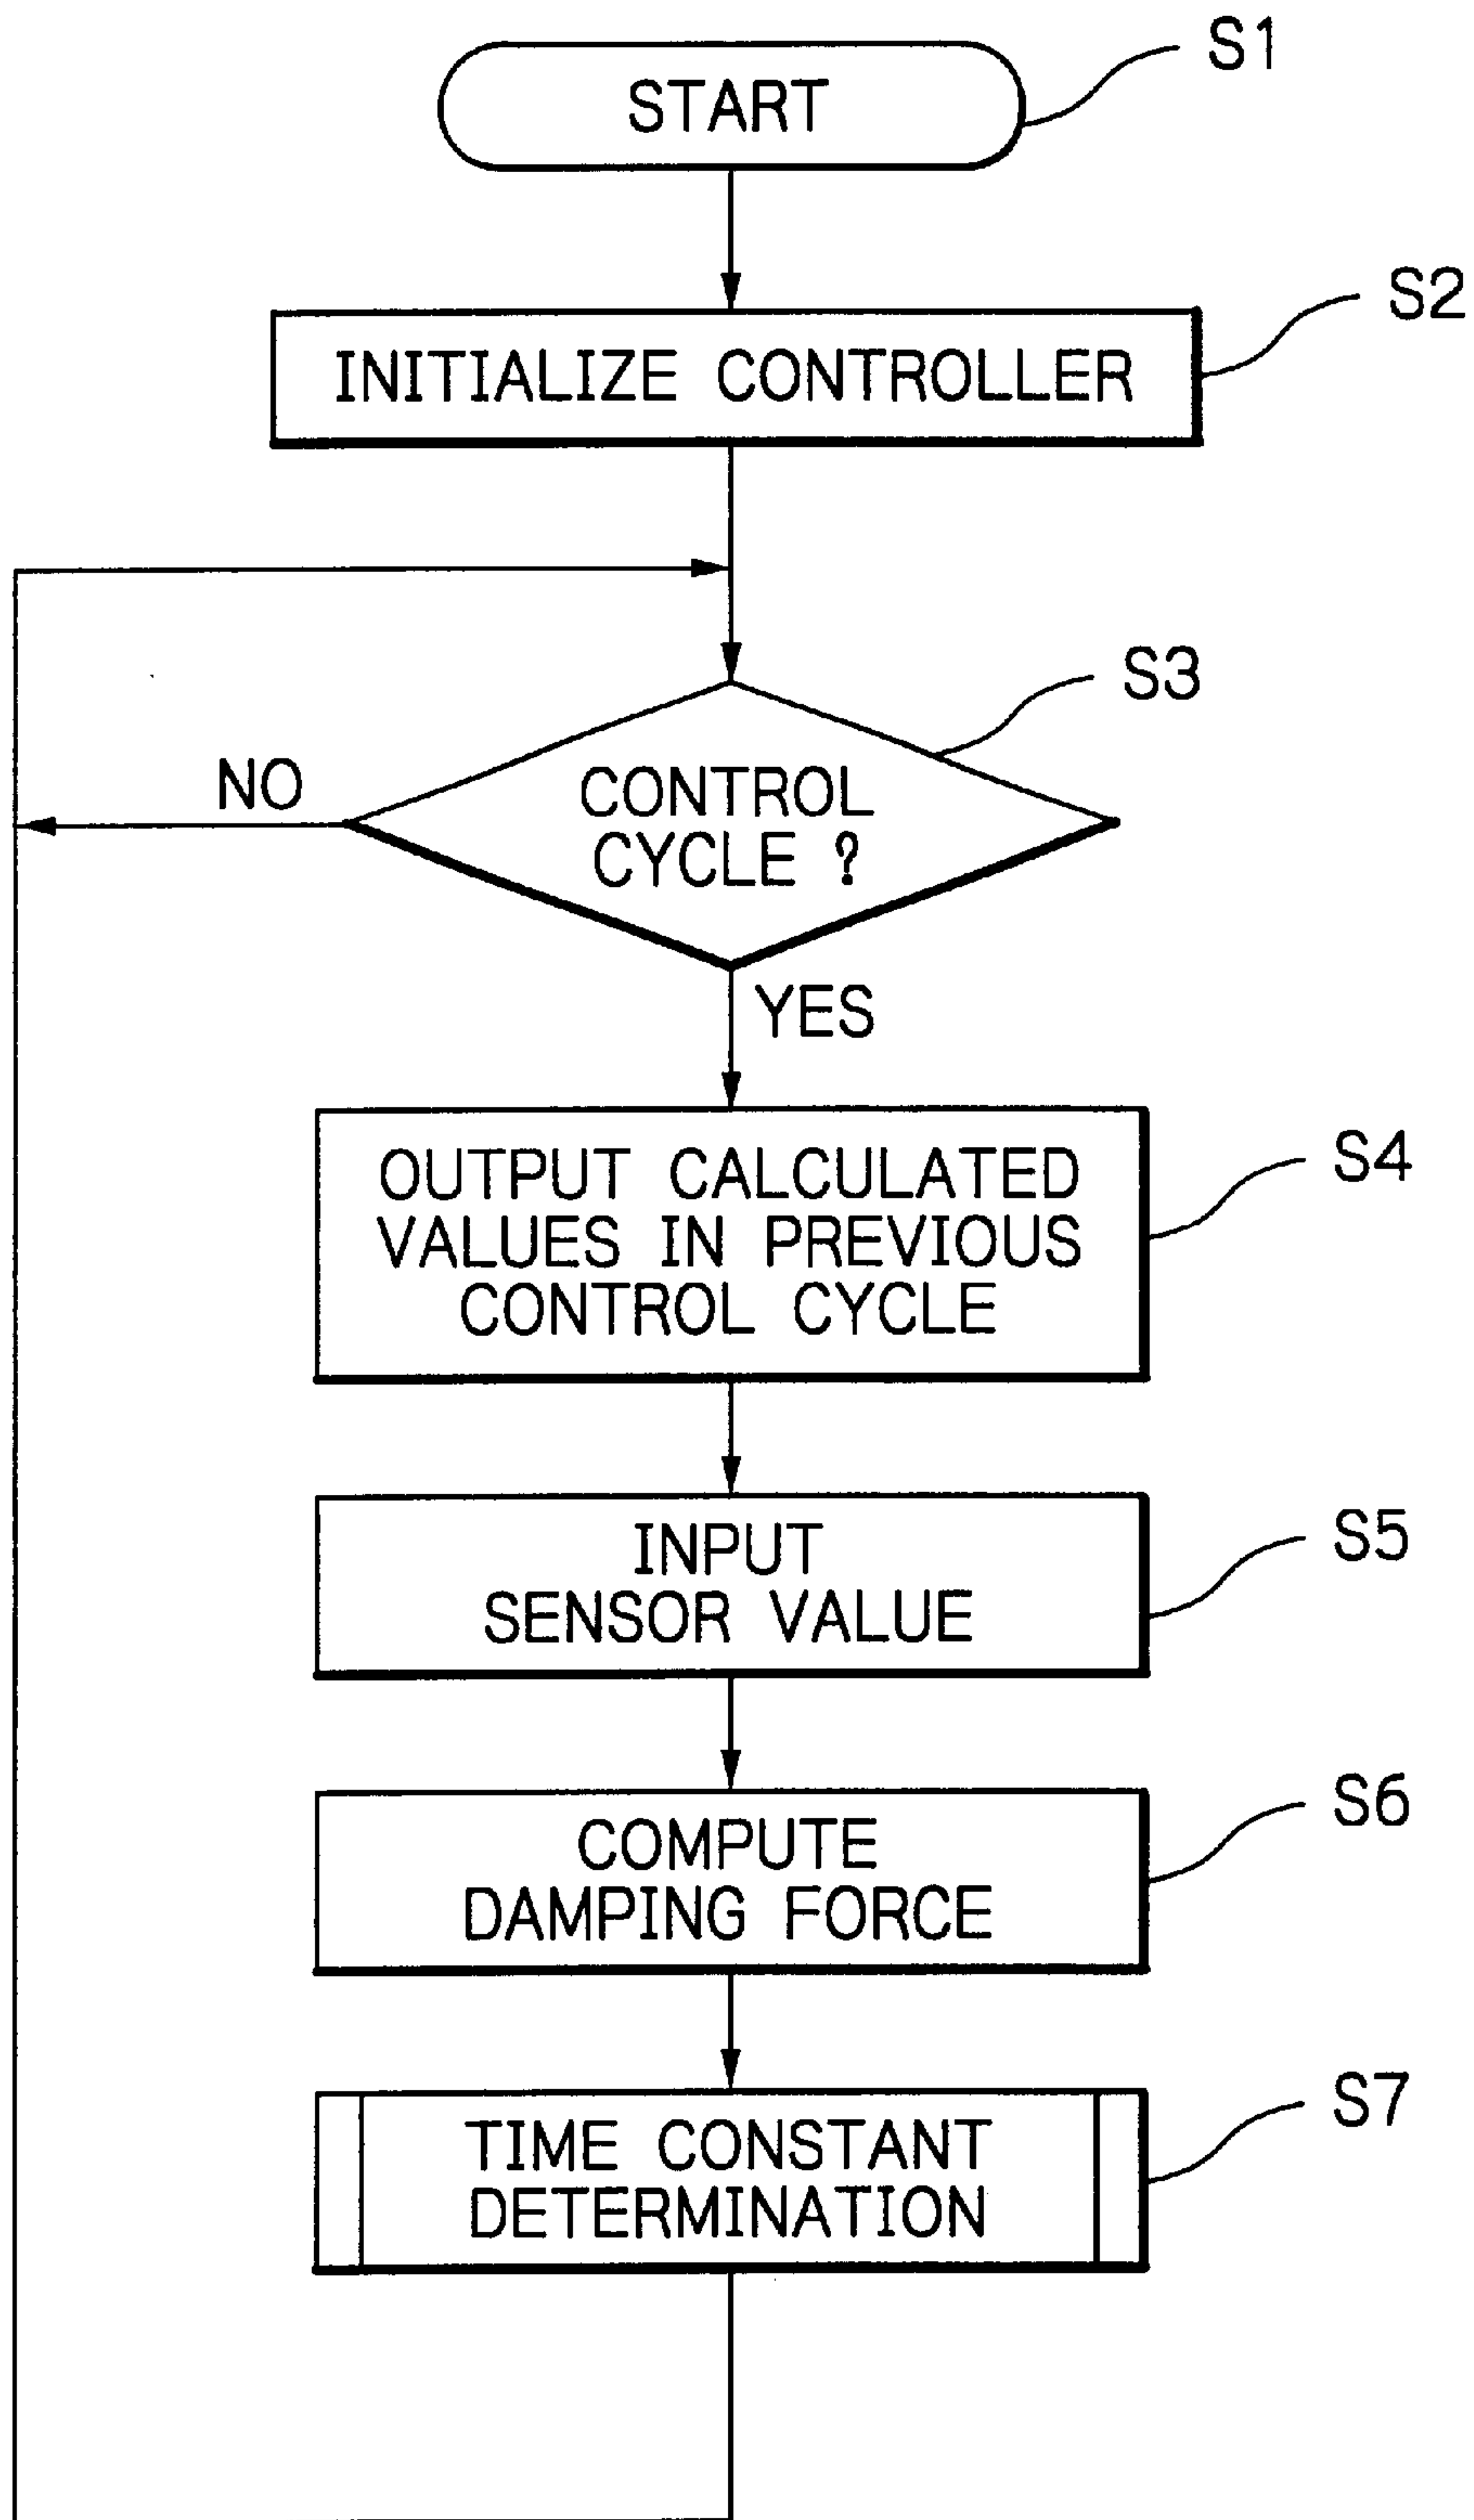 START
S1
INITIALIZE CONTROLLER
S2
S3
NO
CONTROL
CYCLE ?
YES
OUTPUT CALCULATED
VALUES IN PREVIOUS
CONTROL CYCLE
S4
INPUT
SENSOR VALUE
S5
COMPUTE
DAMPING FORCE
S6
TIME CONSTANT
DETERMINATION
S7